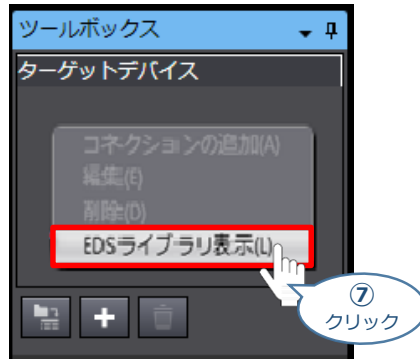 ツールボックス
ターゲットデバイス
コネクションの追加(A)
編集(E)
削除(D)
EDSライブラリ表示(L)
⑦
クリック